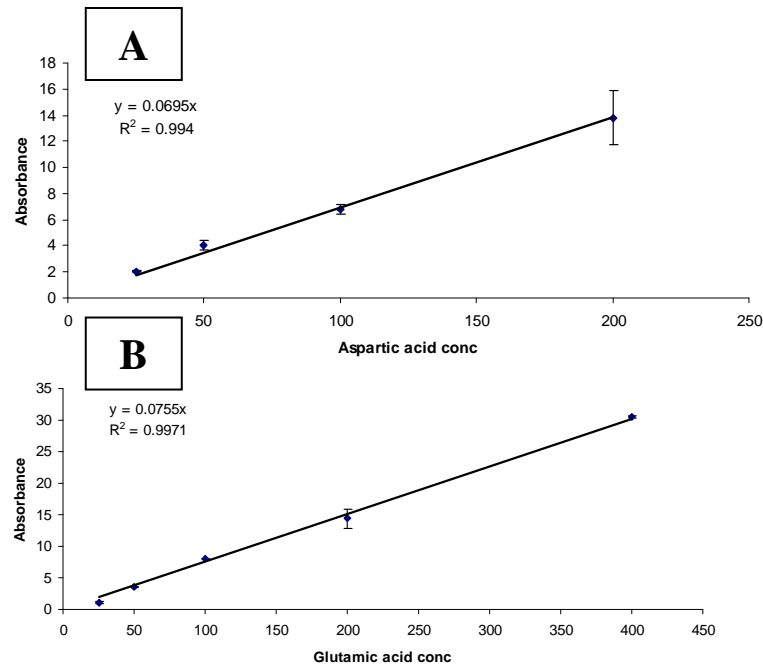 A
y = 0.0695x
R² = 0.994
Absorbance
18
16
14
12
10
8
6
4
2
0
0 50 100 150 200 250
Aspartic acid conc
B
y = 0.0755x
R² = 0.9971
Absorbance
35
30
25
20
15
10
5
0
0 50 100 150 200 250 300 350 400 450
Glutamic acid conc